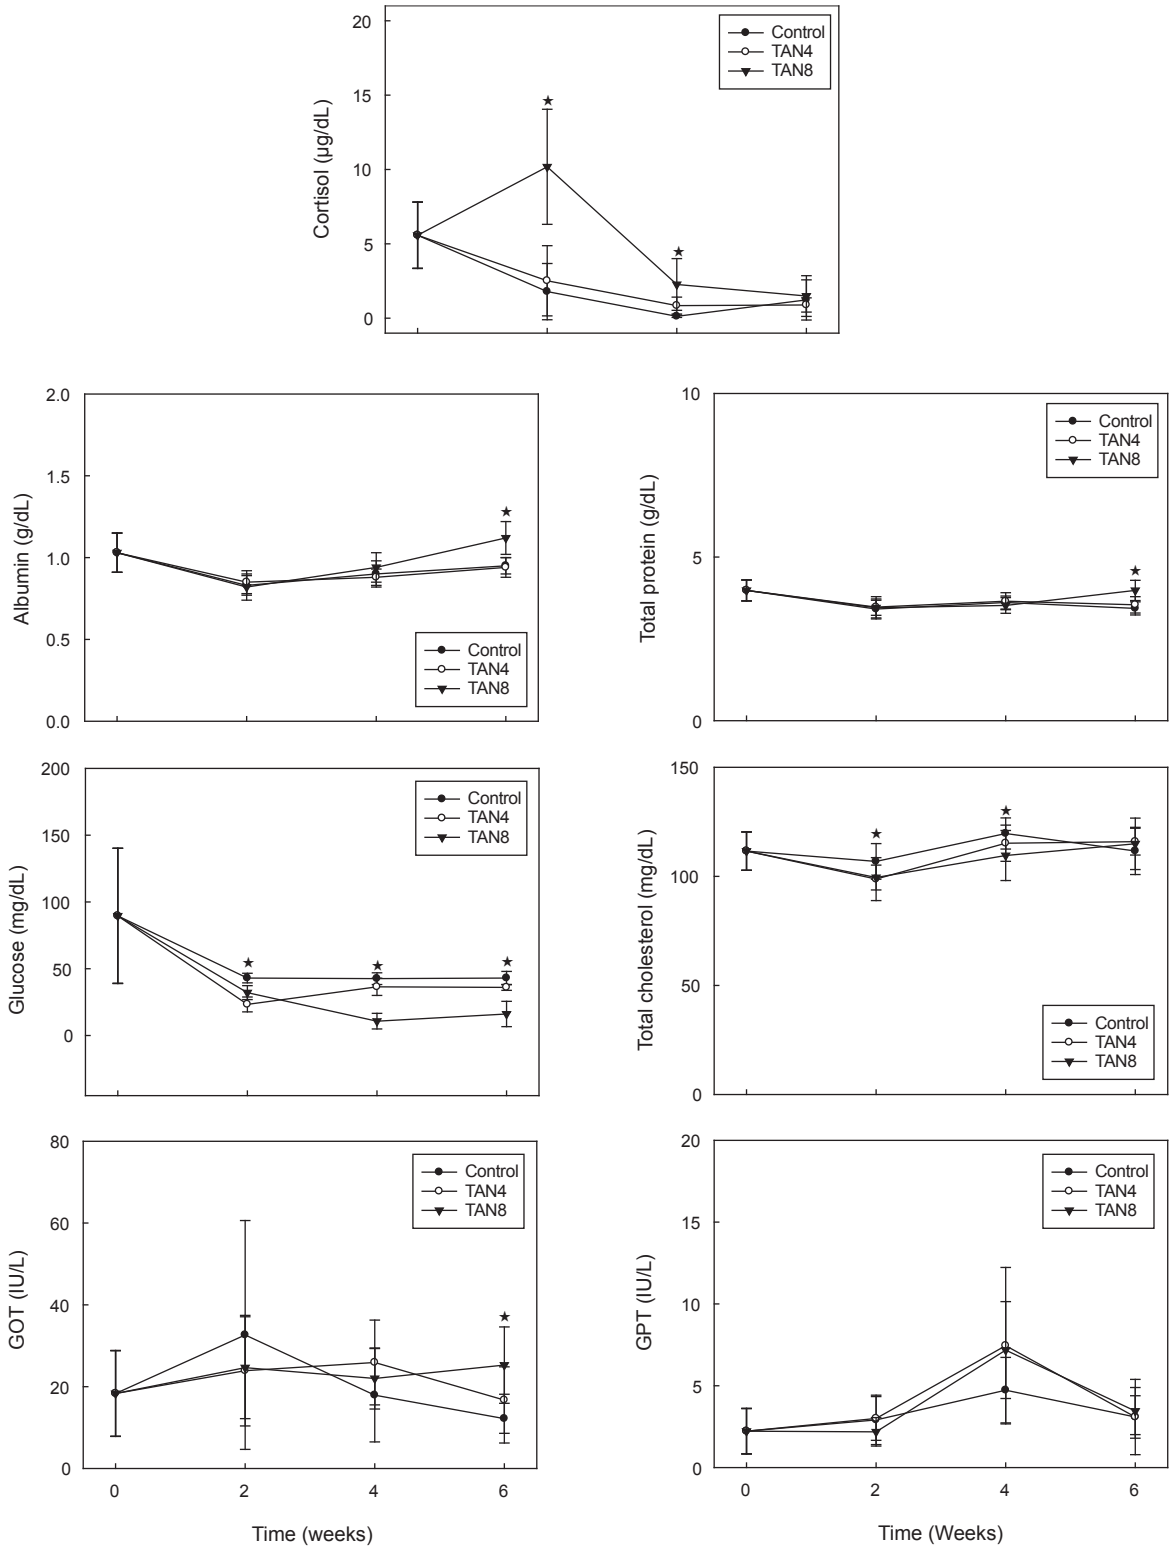 Cortisol (µg/dL)
20
15
10
5
0
Control
TAN4
TAN8
★
★
Albumin (g/dL)
2.0
1.5
1.0
0.5
0.0
★
Control
TAN4
TAN8
Total protein (g/dL)
10
5
0
Control
TAN4
TAN8
★
Glucose (mg/dL)
200
150
100
50
0
Control
TAN4
TAN8
★ ★ ★
Total cholesterol (mg/dL)
150
100
50
0
★ ★
Control
TAN4
TAN8
GOT (IU/L)
80
60
40
20
0
Control
TAN4
TAN8
★
0 2 4 6
Time (weeks)
GPT (IU/L)
20
15
10
5
0
Control
TAN4
TAN8
0 2 4 6
Time (Weeks)